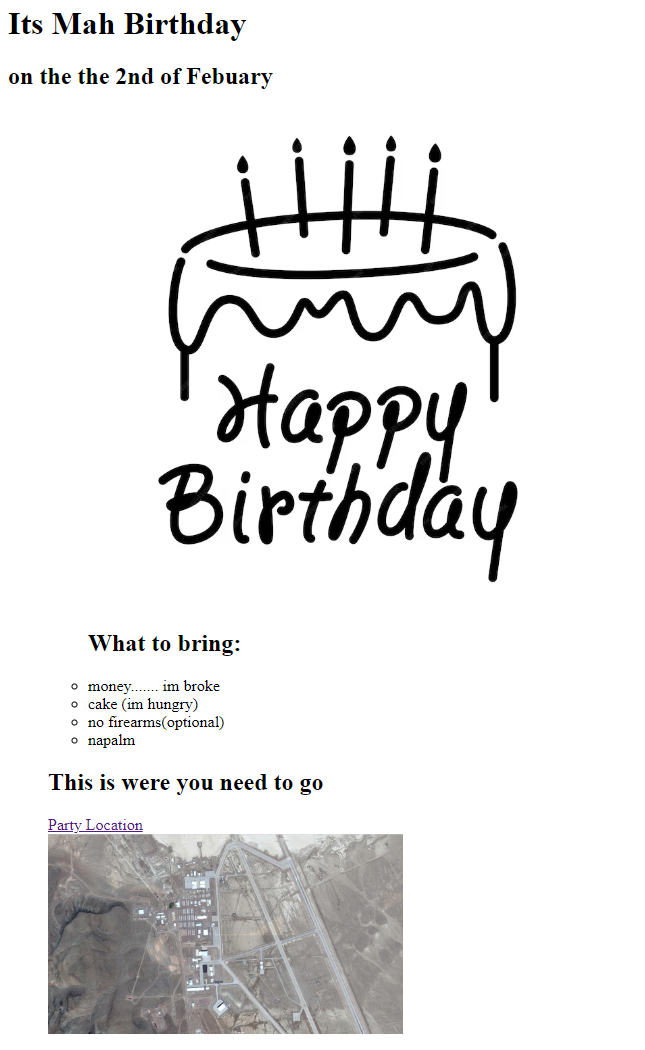 Its Mah Birthday
on the the 2nd of Febuary
Happy
Birthday
What to bring:
money....... im broke
cake (im hungry)
no firearms(optional)
napalm
This is were you need to go
Party Location